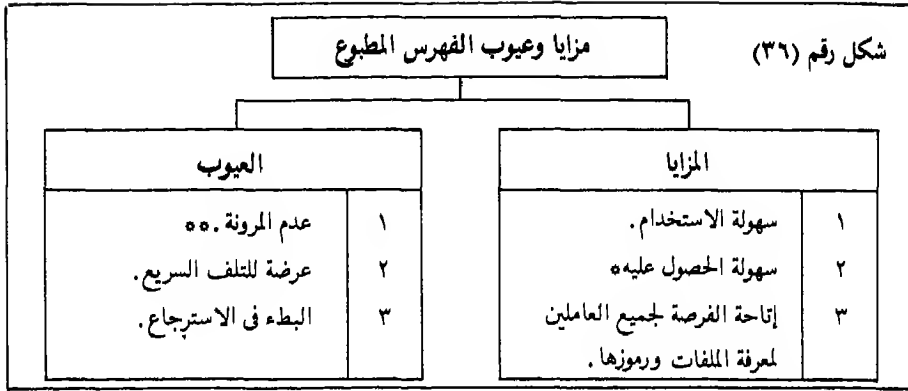 شكل رقم (٣٦)
مزايا وعيوب الفهرس المطبوع
المزايا
١ سهولة الاستخدام.
٢ سهولة الحصول عليه*
٣ إتاحة الفرصة لجميع العاملين
لمعرفة الملفات ورموزها.
العيوب
١ عدم المرونة.**
٢ عرضة للتلف السريع.
٣ البطء فى الاسترجاع.